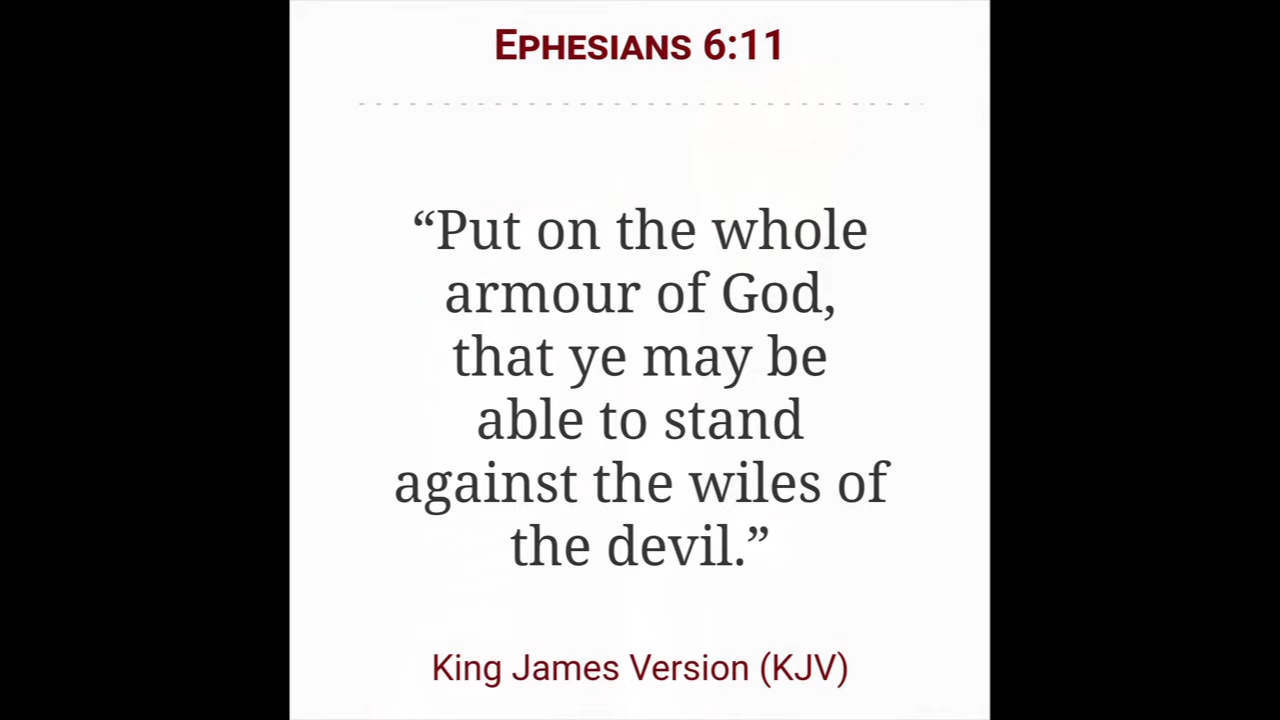 Ephesians 6:11
“Put on the whole
armour of God,
that ye may be
able to stand
against the wiles of
the devil.”
King James Version (KJV)